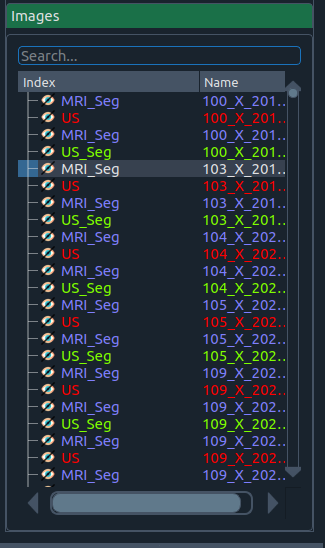 Images
Search...
Index Name
MRI_Seg 100_X_201..
US 100_X_201..
MRI_Seg 100_X_201..
US_Seg 100_X_201..
MRI_Seg 103_X_201..
US 103_X_201..
MRI_Seg 103_X_201..
US_Seg 103_X_201..
MRI_Seg 104_X_202..
US 104_X_202..
MRI_Seg 104_X_202..
US_Seg 104_X_202..
MRI_Seg 105_X_202..
US 105_X_202..
MRI_Seg 105_X_202..
US_Seg 105_X_202..
MRI_Seg 109_X_202..
US 109_X_202..
MRI_Seg 109_X_202..
US_Seg 109_X_202..
MRI_Seg 109_X_202..
US 109_X_202..
MRI_Seg 109_X_202..